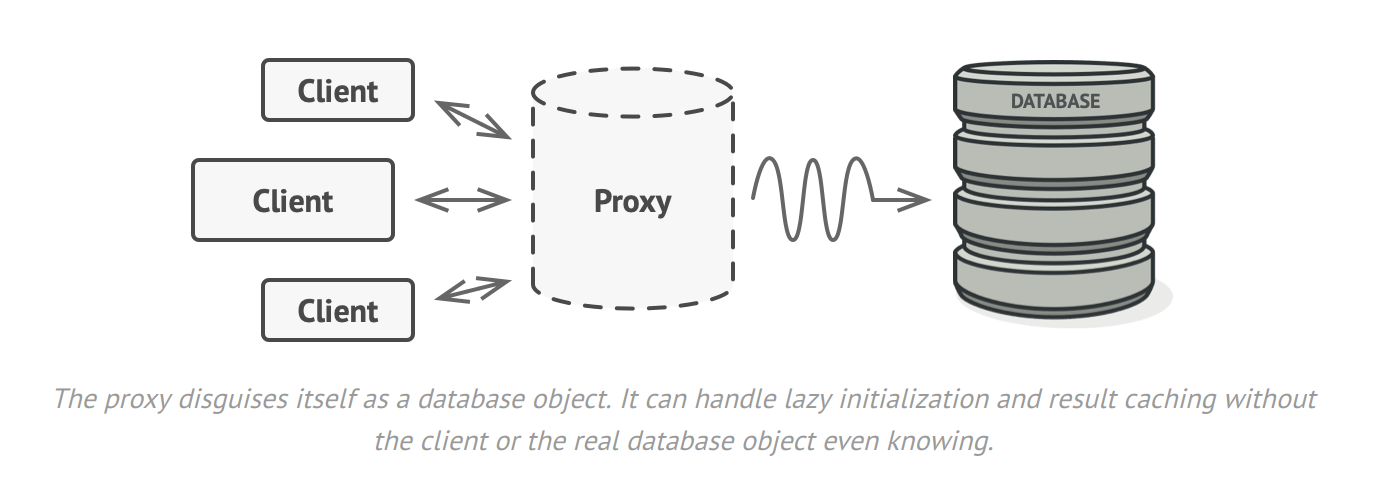 Client
Client
Client
Proxy
DATABASE
The proxy disguises itself as a database object. It can handle lazy initialization and result caching without
the client or the real database object even knowing.